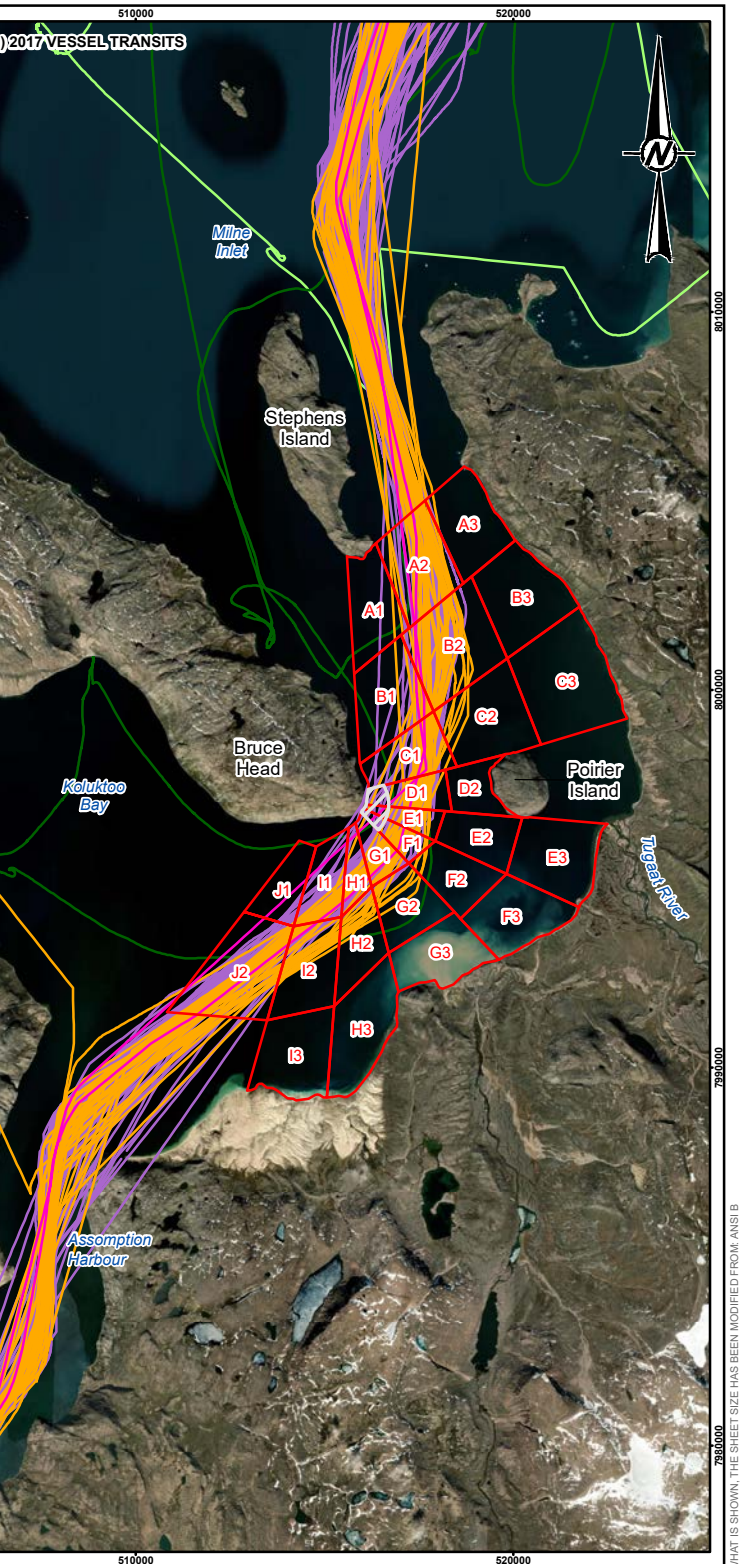 510000
520000
) 2017 VESSEL TRANSITS
N
Milne
Inlet
8010000
Stephens
Island
A3
A2
B3
A1
B2
C3
B1
C2
8000000
Bruce
Head
C1
Poirier
Island
Koluktoo
Bay
D1
D2
E1
E2
E3
F1
G1
Tugaat River
J1
I1
H1
F2
G2
F3
H2
G3
J2
I2
H3
I3
7990000
Assomption
Harbour
7980000
510000
520000
HAT IS SHOWN, THE SHEET SIZE HAS BEEN MODIFIED FROM: ANSI B